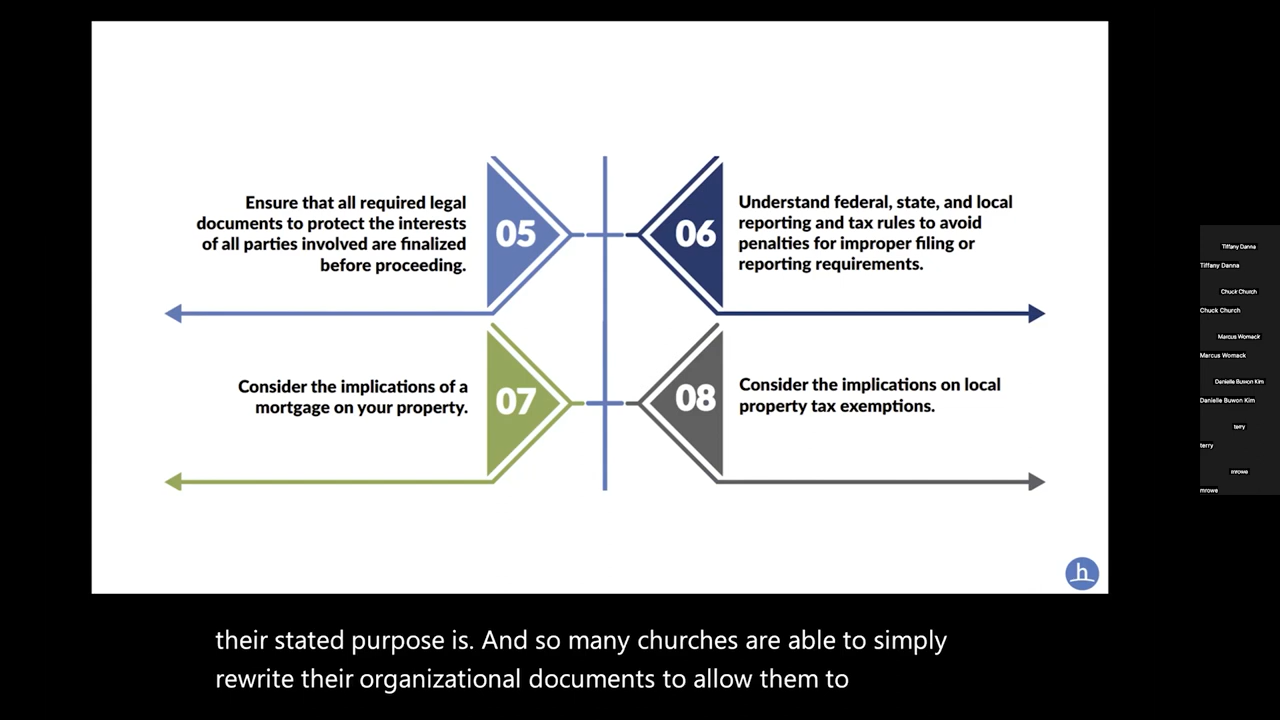 Ensure that all required legal
documents to protect the interests
of all parties involved are finalized
before proceeding.
05
06
Understand federal, state, and local
reporting and tax rules to avoid
penalties for improper filing or
reporting requirements.
Consider the implications of a
mortgage on your property.
07
08
Consider the implications on local
property tax exemptions.
h
Tiffany Danna
Tiffany Danna
Chuck Church
Chuck Church
Marcus Womack
Marcus Womack
Danielle Buwon Kim
Danielle Buwon Kim
terry
terry
mrowe
mrowe
their stated purpose is. And so many churches are able to simply
rewrite their organizational documents to allow them to